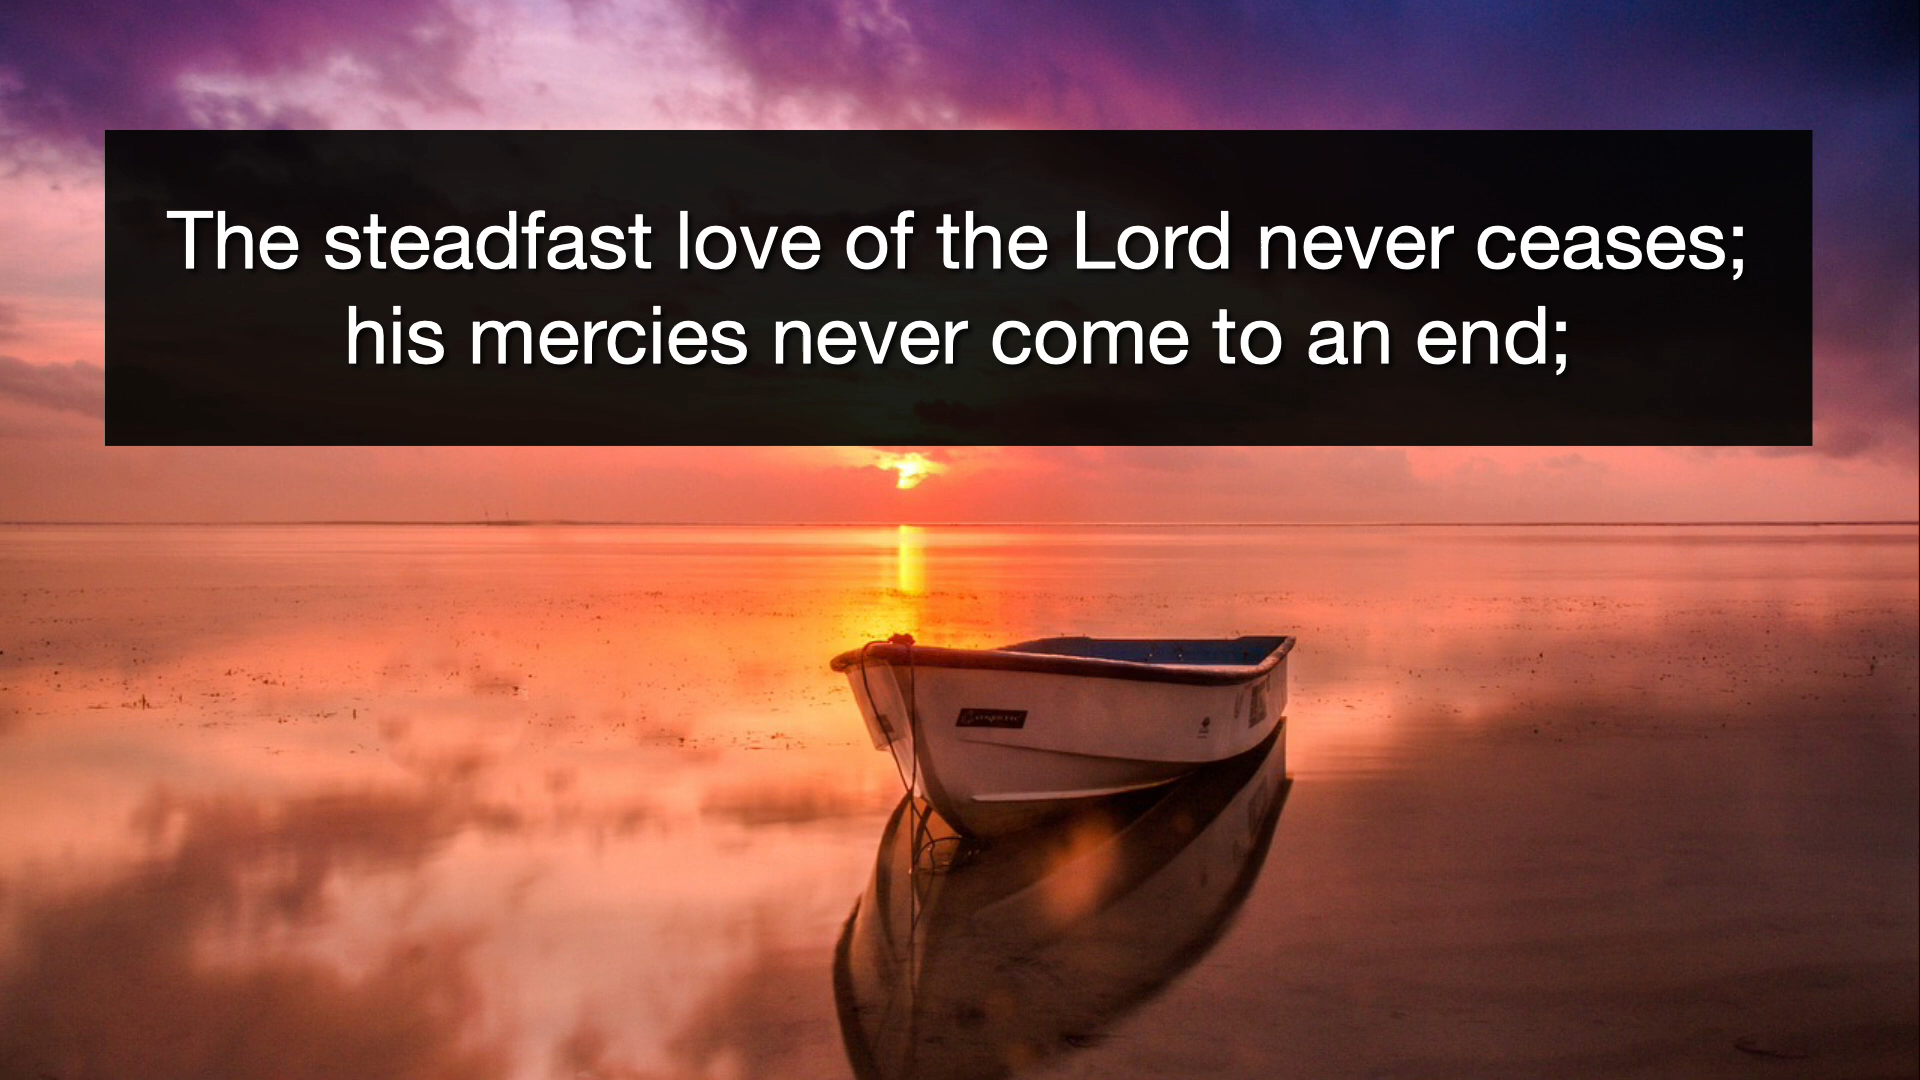 The steadfast love of the Lord never ceases;
his mercies never come to an end;